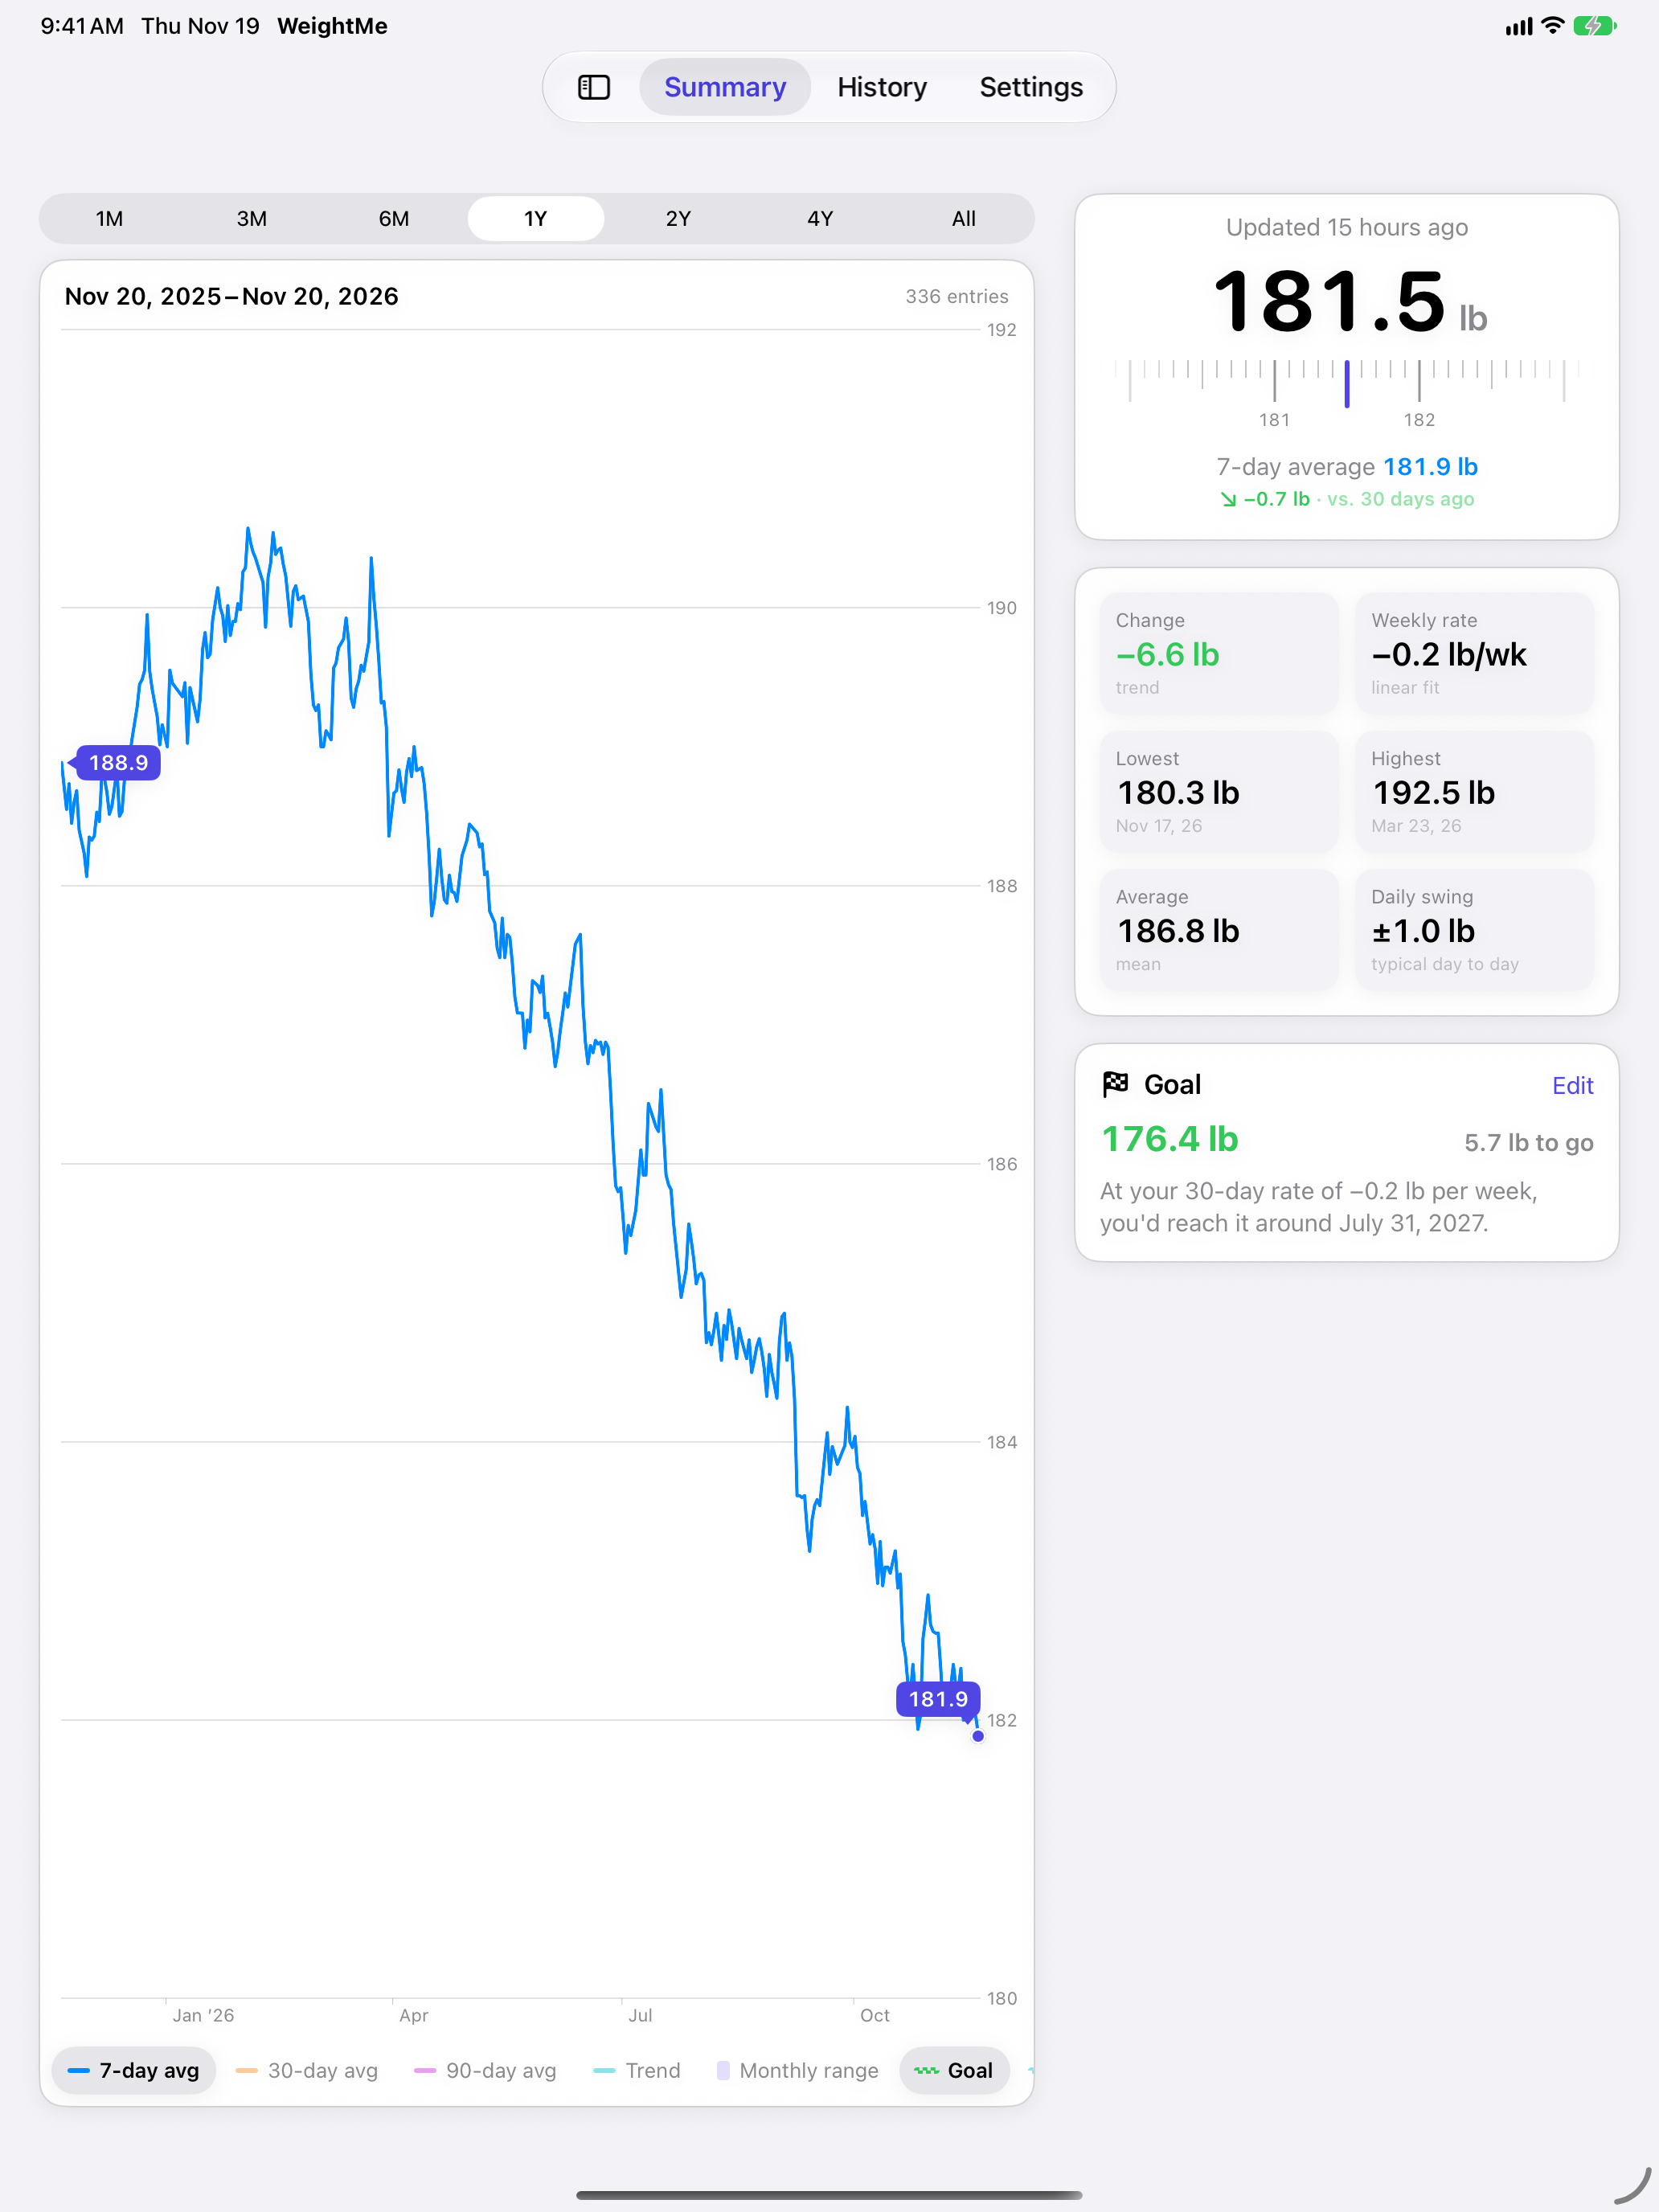 9:41 AM Thu Nov 19 WeightMe
Summary History Settings
1M 3M 6M 1Y 2Y 4Y All
Nov 20, 2025–Nov 20, 2026 336 entries
192
190
188.9
188
186
184
181.9
182
180
Jan ’26 Apr Jul Oct
7-day avg 30-day avg 90-day avg Trend Monthly range Goal
Updated 15 hours ago
181.5 lb
181 182
7-day average 181.9 lb
−0.7 lb · vs. 30 days ago
Change
−6.6 lb
trend
Weekly rate
−0.2 lb/wk
linear fit
Lowest
180.3 lb
Nov 17, 26
Highest
192.5 lb
Mar 23, 26
Average
186.8 lb
mean
Daily swing
±1.0 lb
typical day to day
Goal Edit
176.4 lb 5.7 lb to go
At your 30-day rate of −0.2 lb per week,
you'd reach it around July 31, 2027.